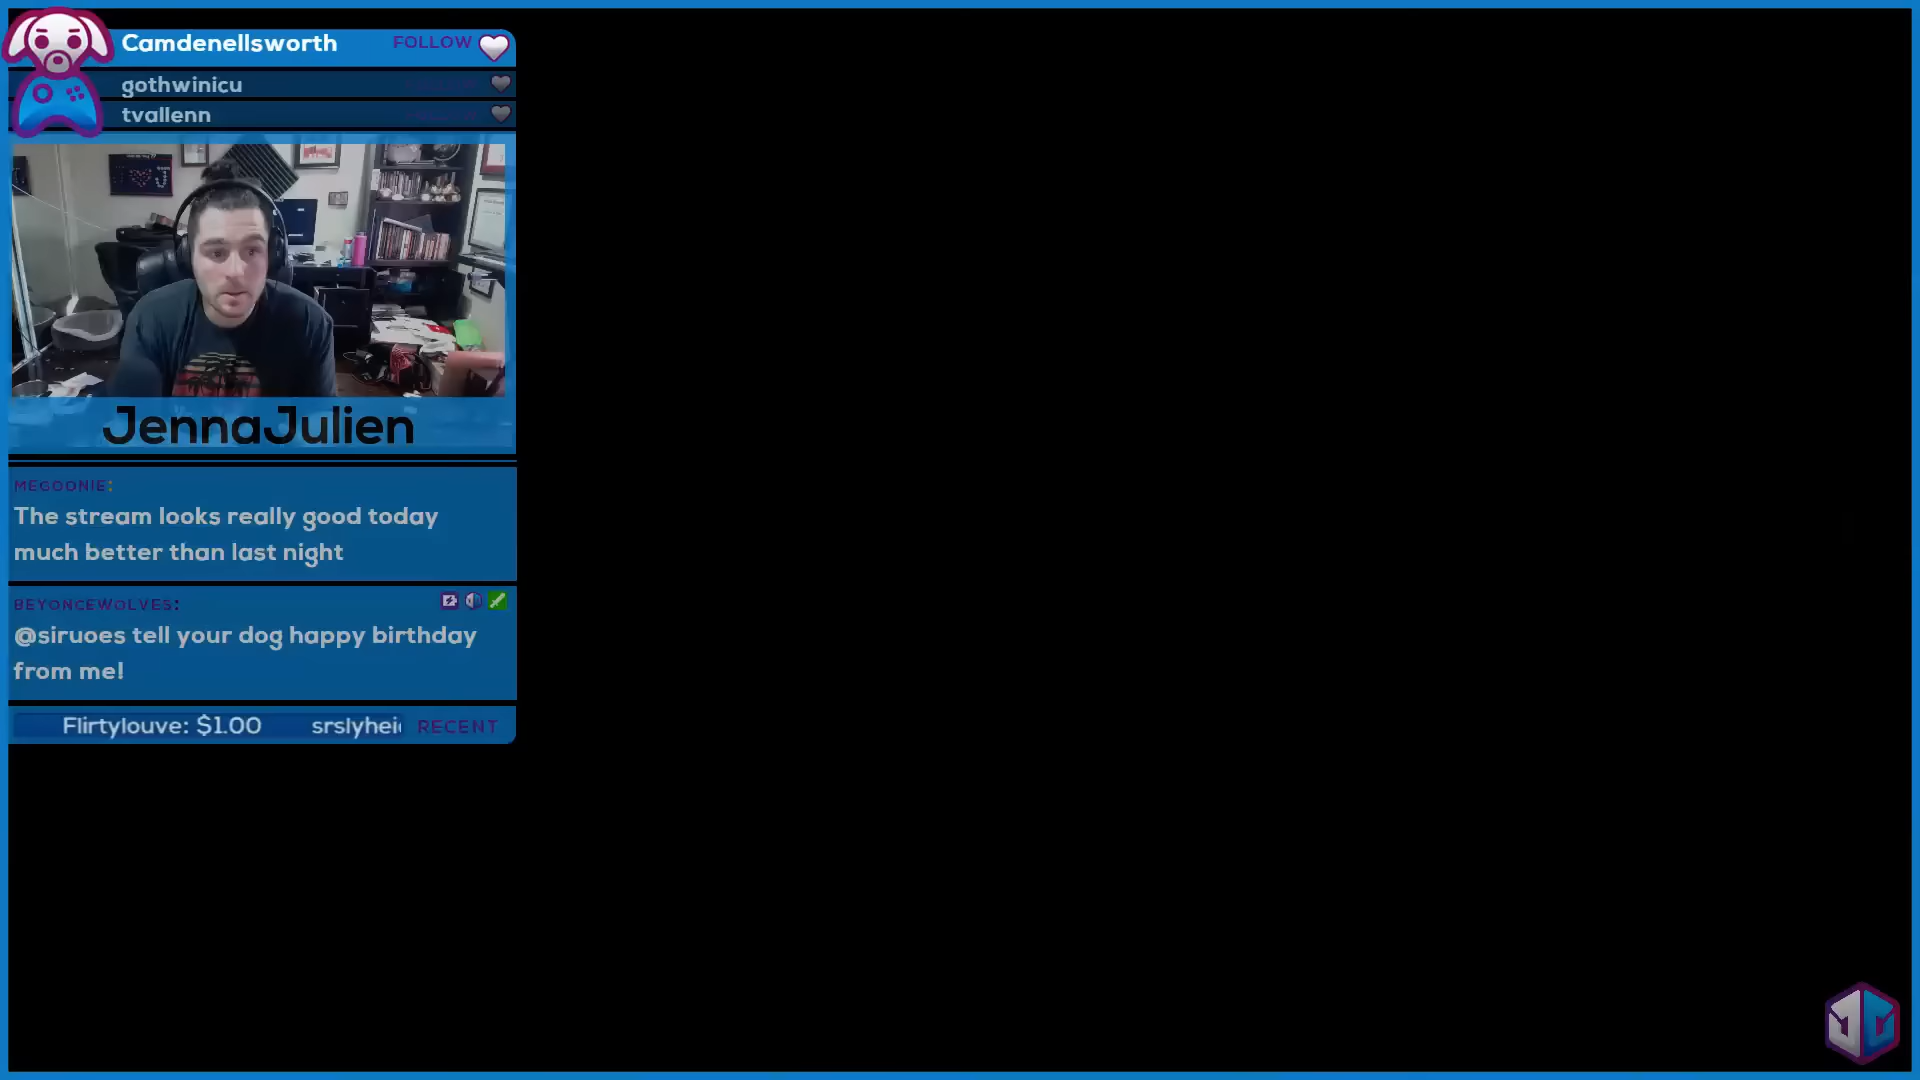 Camdenellsworth FOLLOW
gothwinicu
tvallenn
JennaJulien
MEGOONIE:
The stream looks really good today
much better than last night
BEYONCEWOLVES:
@siruoes tell your dog happy birthday
from me!
Flirtylouve: $1.00 srslyhei RECENT